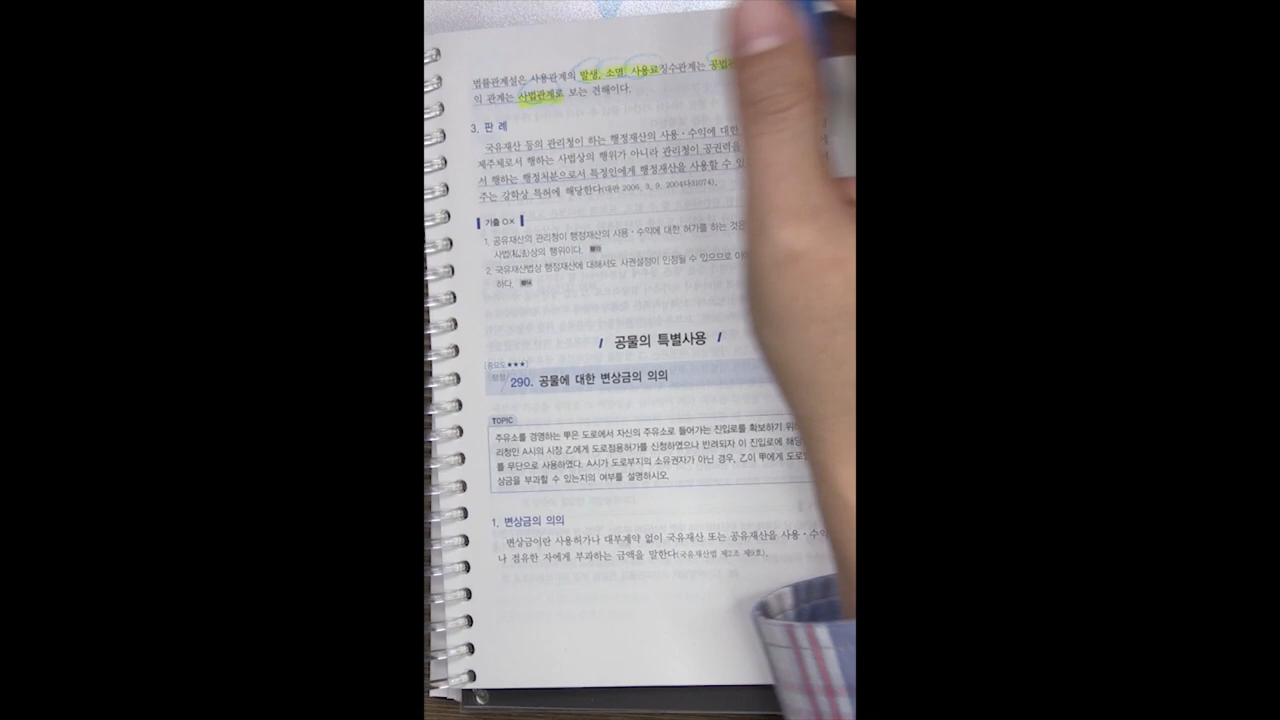 법률관계설은 사용관계의 발생, 소멸, 사용료징수관계는 공법관
의 관계는 사법관계로 보는 견해이다.
3. 판 례
국유재산 등의 관리청이 하는 행정재산의 사용·수익에 대한
제주체로서 행하는 사법상의 행위가 아니라 관리청이 공권력을
서 행하는 행정처분으로서 특정인에게 행정재산을 사용할 수 있
주는 강학상 특허에 해당한다(대판 2006. 3. 9. 2004다31074).
기출 O×
1. 공유재산의 관리청이 행정재산의 사용·수익에 대한 허가를 하는 것은
사법(私法)상의 행위이다.
2. 국유재산법상 행정재산에 대해서도 사권설정이 인정될 수 있으므로
하다.
/ 공물의 특별사용 /
[중요도★★★]
290. 공물에 대한 변상금의 의의
TOPIC
주유소를 경영하는 甲은 도로에서 자신의 주유소로 들어가는 진입로를 확보하기 위해
리청인 A시의 시장 乙에게 도로점용허가를 신청하였으나 반려되자 이 진입로에 해당
를 무단으로 사용하였다. A시가 도로부지의 소유권자가 아닌 경우, 乙이 甲에게 도로
상금을 부과할 수 있는지의 여부를 설명하시오.
1. 변상금의 의의
변상금이란 사용허가나 대부계약 없이 국유재산 또는 공유재산을 사용·수익
나 점유한 자에게 부과하는 금액을 말한다(국유재산법 제2조 제9호).